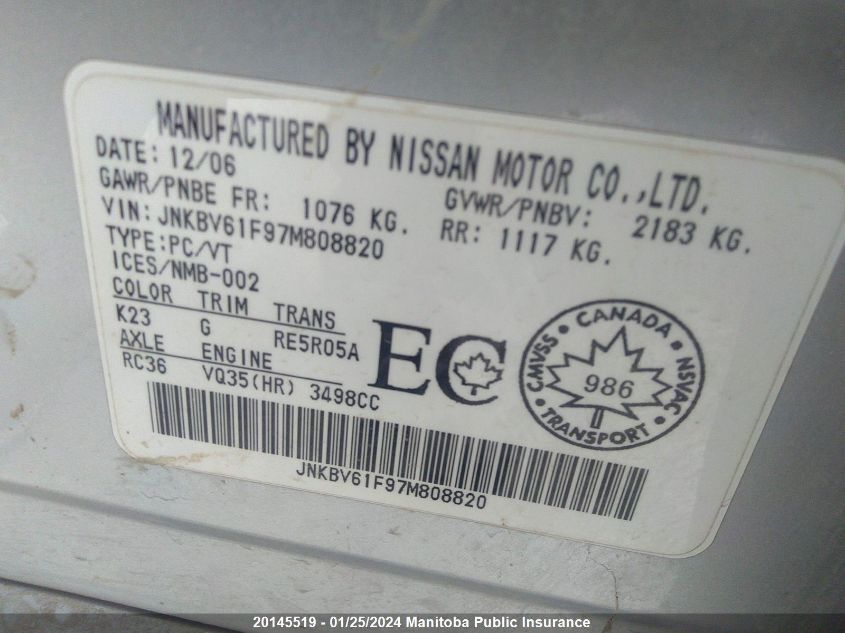 MANUFACTURED BY NISSAN MOTOR CO.,LTD.
DATE: 12/06 GVWR/PNBV: 2183 KG.
GAWR/PNBE FR: 1076 KG. RR: 1117 KG.
VIN: JNKBV61F97M808820
TYPE:PC/VT
ICES/NMB-002
COLOR TRIM TRANS
K23 G RE5R05A
AXLE ENGINE
RC36 VQ35(HR) 3498CC
EC
CANADA
CMVSS • NSVAC
986
TRANSPORT
JNKBV61F97M808820
20145519 - 01/25/2024 Manitoba Public Insurance